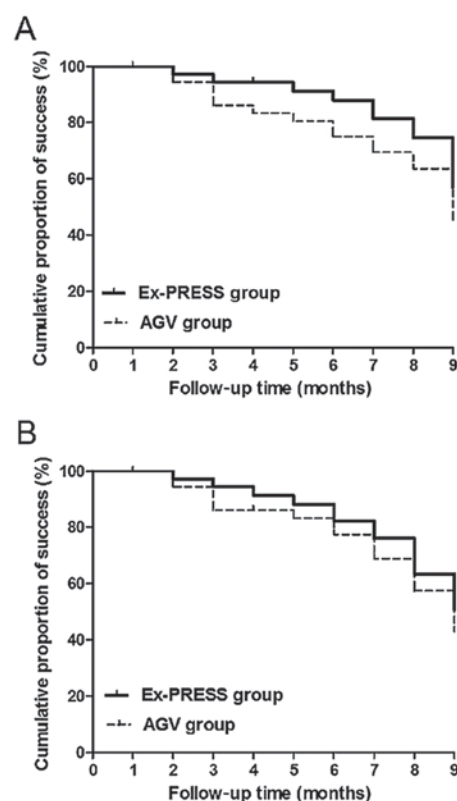 A
Cumulative proportion of success (%)
100
80
60
40
20
0
Ex-PRESS group
AGV group
0 1 2 3 4 5 6 7 8 9
Follow-up time (months)
B
Cumulative proportion of success (%)
100
80
60
40
20
0
Ex-PRESS group
AGV group
0 1 2 3 4 5 6 7 8 9
Follow-up time (months)